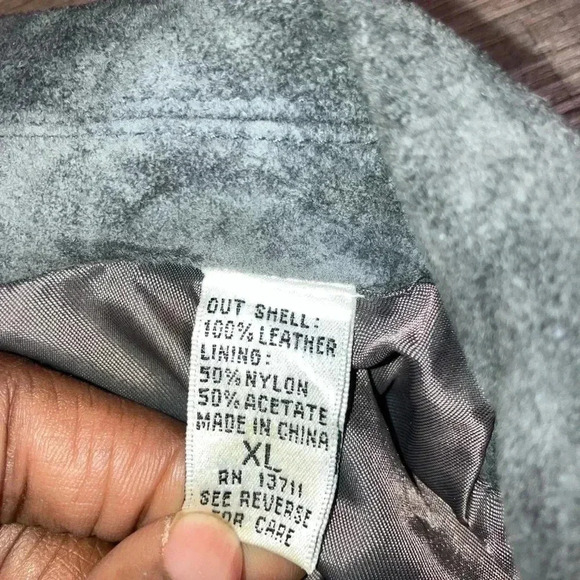 OUT SHELL:
100% LEATHER
LINING:
50% NYLON
50% ACETATE
MADE IN CHINA
XL
RN 13711
SEE REVERSE
FOR CARE